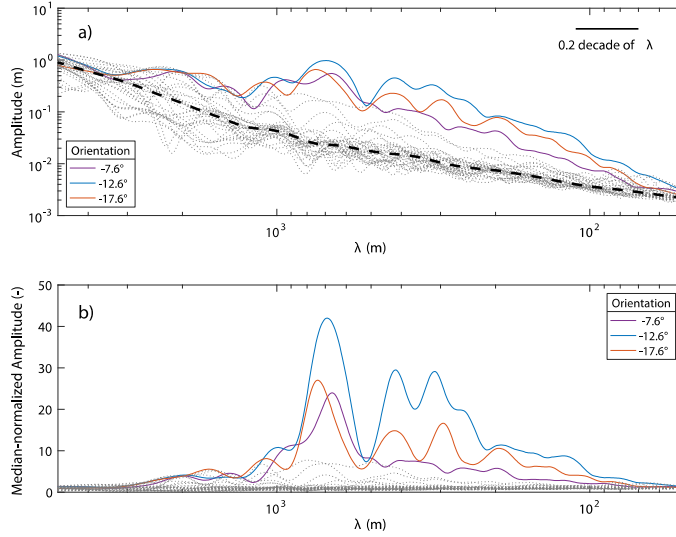 a)
0.2 decade of λ
Amplitude (m)
10¹
10⁰
10⁻¹
10⁻²
10⁻³
Orientation
-7.6°
-12.6°
-17.6°
10³
10²
λ (m)
b)
Median-normalized Amplitude (-)
50
40
30
20
10
0
Orientation
-7.6°
-12.6°
-17.6°
10³
10²
λ (m)